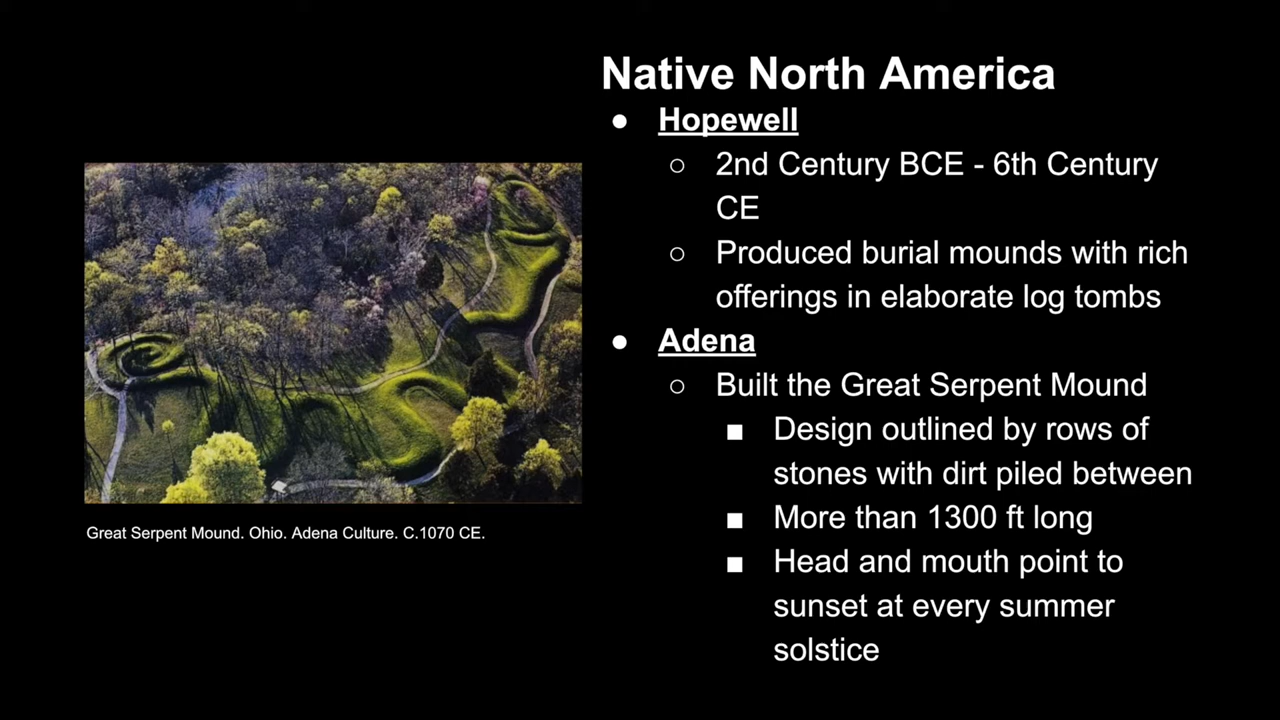 Native North America
● Hopewell
○ 2nd Century BCE - 6th Century
CE
○ Produced burial mounds with rich
offerings in elaborate log tombs
● Adena
○ Built the Great Serpent Mound
■ Design outlined by rows of
stones with dirt piled between
■ More than 1300 ft long
■ Head and mouth point to
sunset at every summer
solstice
Great Serpent Mound. Ohio. Adena Culture. C.1070 CE.